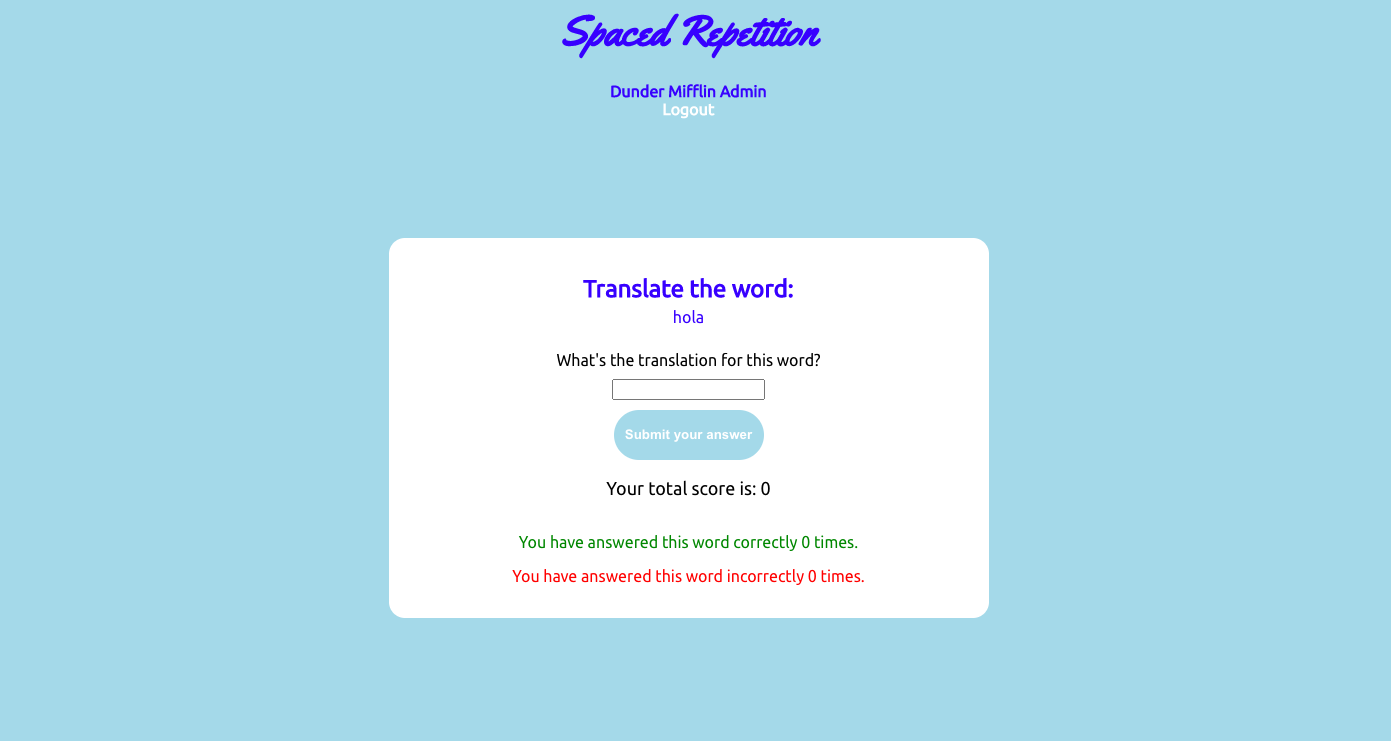 Spaced Repetition
Dunder Mifflin Admin
Logout
Translate the word:
hola
What's the translation for this word?
Submit your answer
Your total score is: 0
You have answered this word correctly 0 times.
You have answered this word incorrectly 0 times.